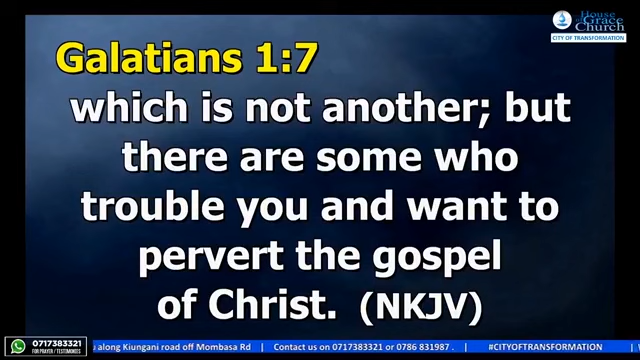 House
of Grace
Church
CITY OF TRANSFORMATION
Galatians 1:7
which is not another; but
there are some who
trouble you and want to
pervert the gospel
of Christ. (NKJV)
0717383321
FOR PRAYER / TESTIMONIES
along Kiungani road off Mombasa Rd | Contact us on 0717383321 or 0786 831987 . | #CITYOFTRANSFORMATION